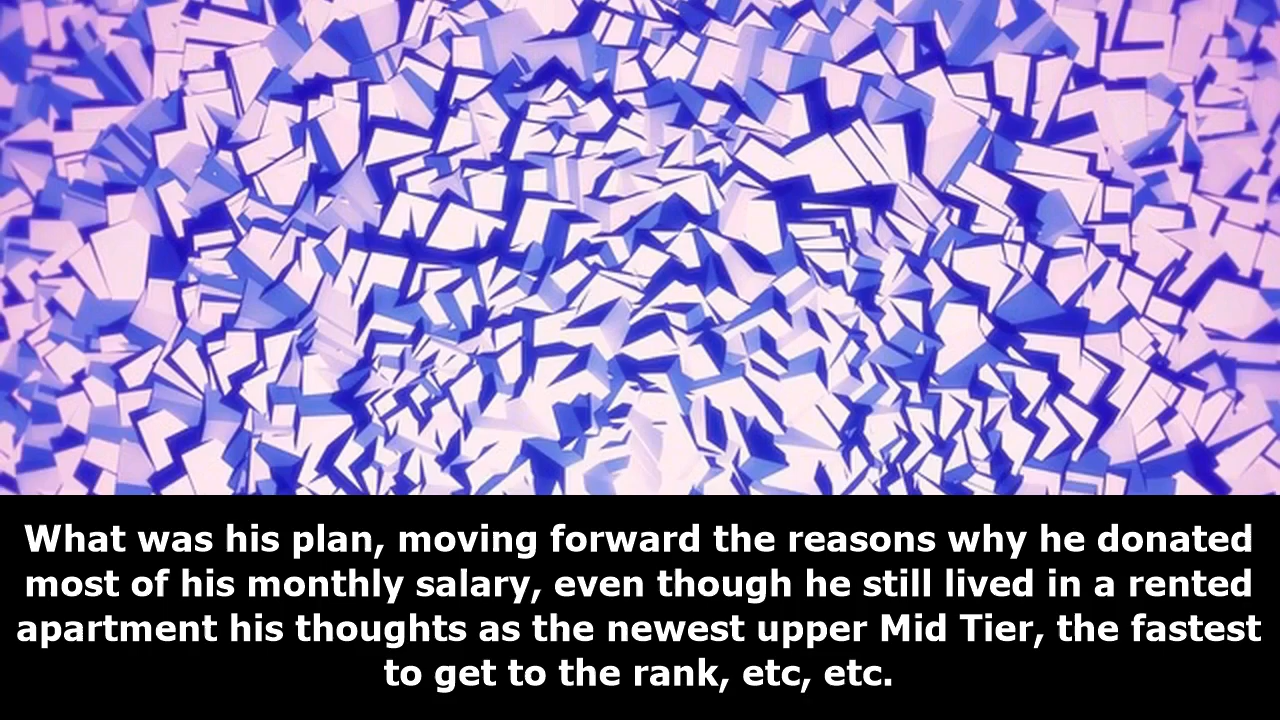 What was his plan, moving forward the reasons why he donated
most of his monthly salary, even though he still lived in a rented
apartment his thoughts as the newest upper Mid Tier, the fastest
to get to the rank, etc, etc.